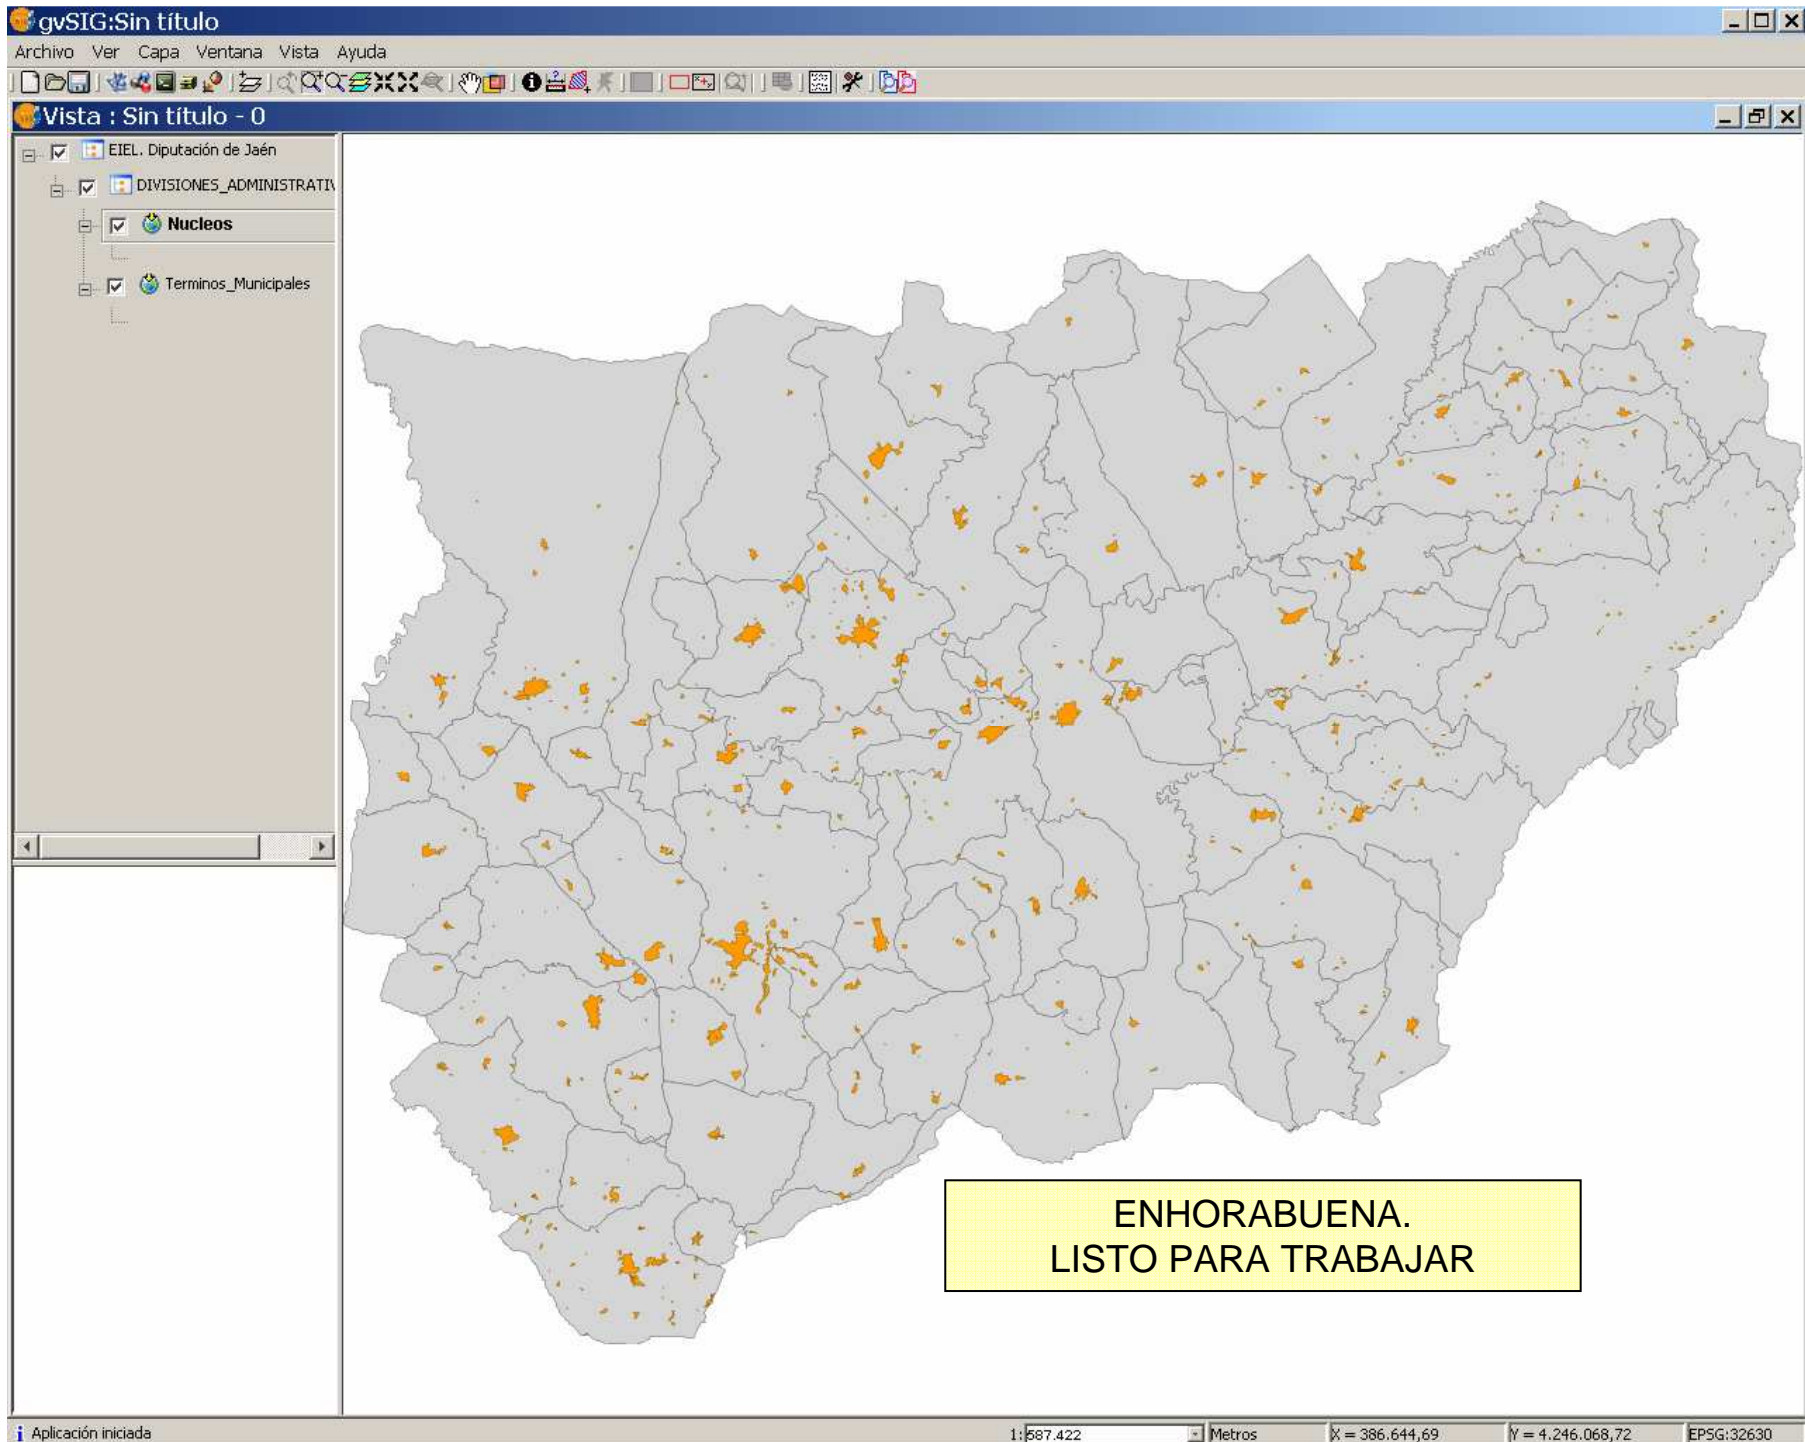 gvSIG:Sin título
Archivo Ver Capa Ventana Vista Ayuda
Vista : Sin título - 0
EIEL. Diputación de Jaén
DIVISIONES_ADMINISTRATIV
Nucleos
Terminos_Municipales
ENHORABUENA.
LISTO PARA TRABAJAR
Aplicación iniciada 1: 587.422 Metros X = 386.644,69 Y = 4.246.068,72 EPSG:32630